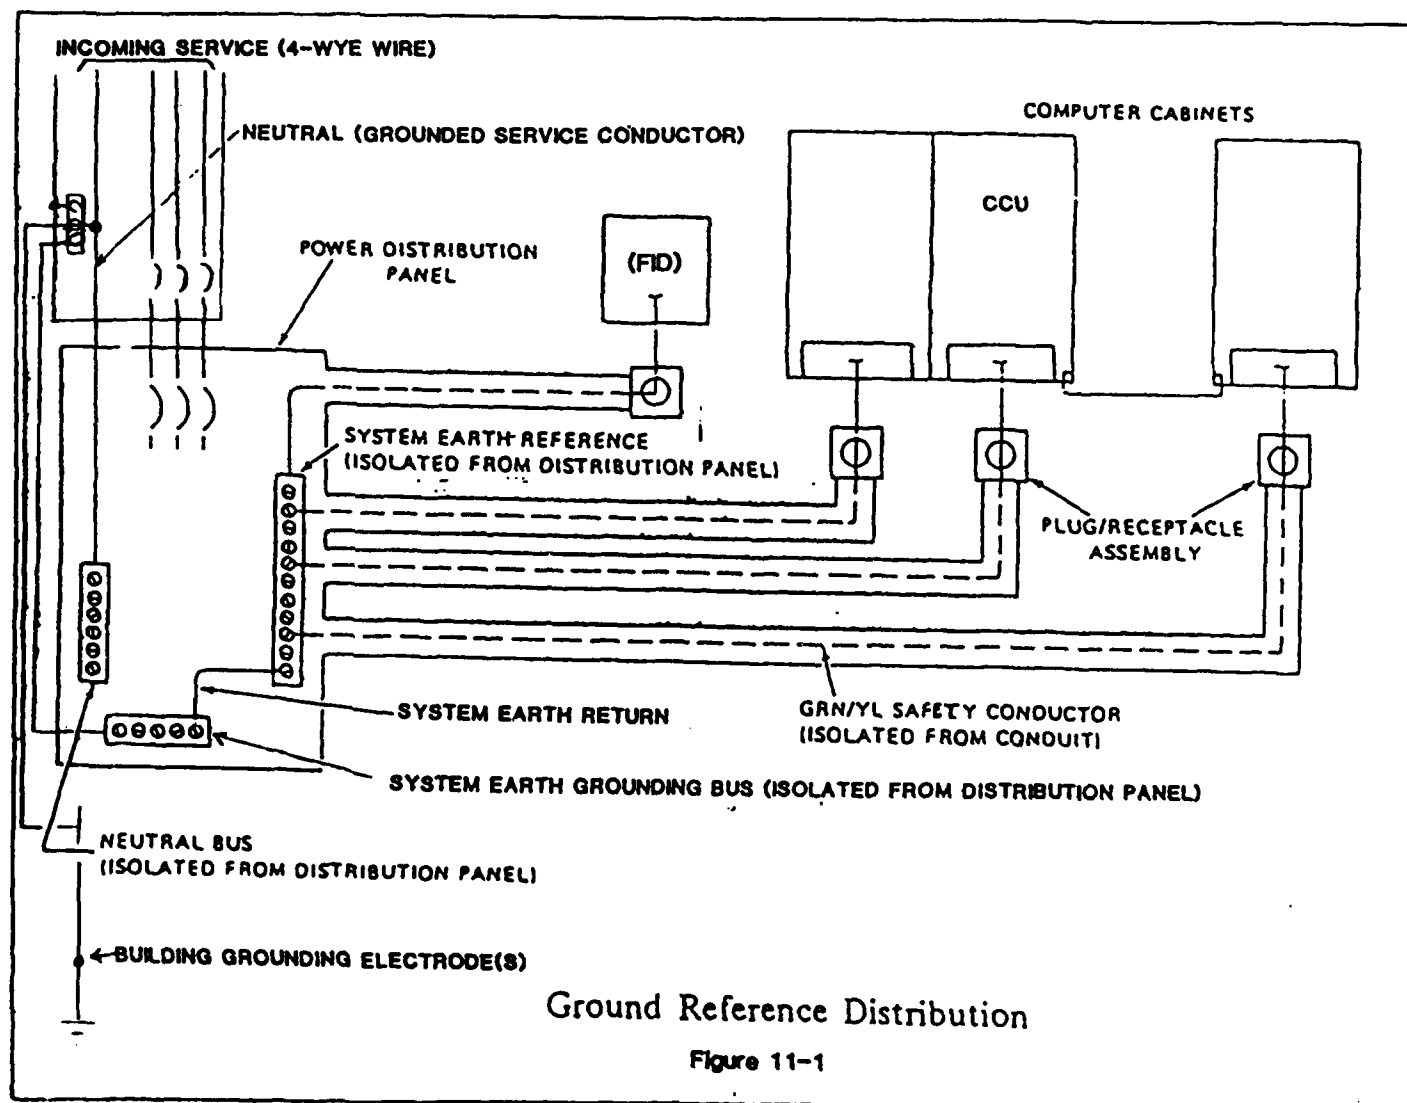 INCOMING SERVICE (4-WYE WIRE)
NEUTRAL (GROUNDED SERVICE CONDUCTOR)
COMPUTER CABINETS
CCU
POWER DISTRIBUTION
PANEL
(FID)
SYSTEM EARTH REFERENCE
(ISOLATED FROM DISTRIBUTION PANEL)
PLUG/RECEPTACLE
ASSEMBLY
SYSTEM EARTH RETURN
GRN/YL SAFETY CONDUCTOR
(ISOLATED FROM CONDUIT)
SYSTEM EARTH GROUNDING BUS (ISOLATED FROM DISTRIBUTION PANEL)
NEUTRAL BUS
(ISOLATED FROM DISTRIBUTION PANEL)
BUILDING GROUNDING ELECTRODE(S)
Ground Reference Distribution
Figure 11-1